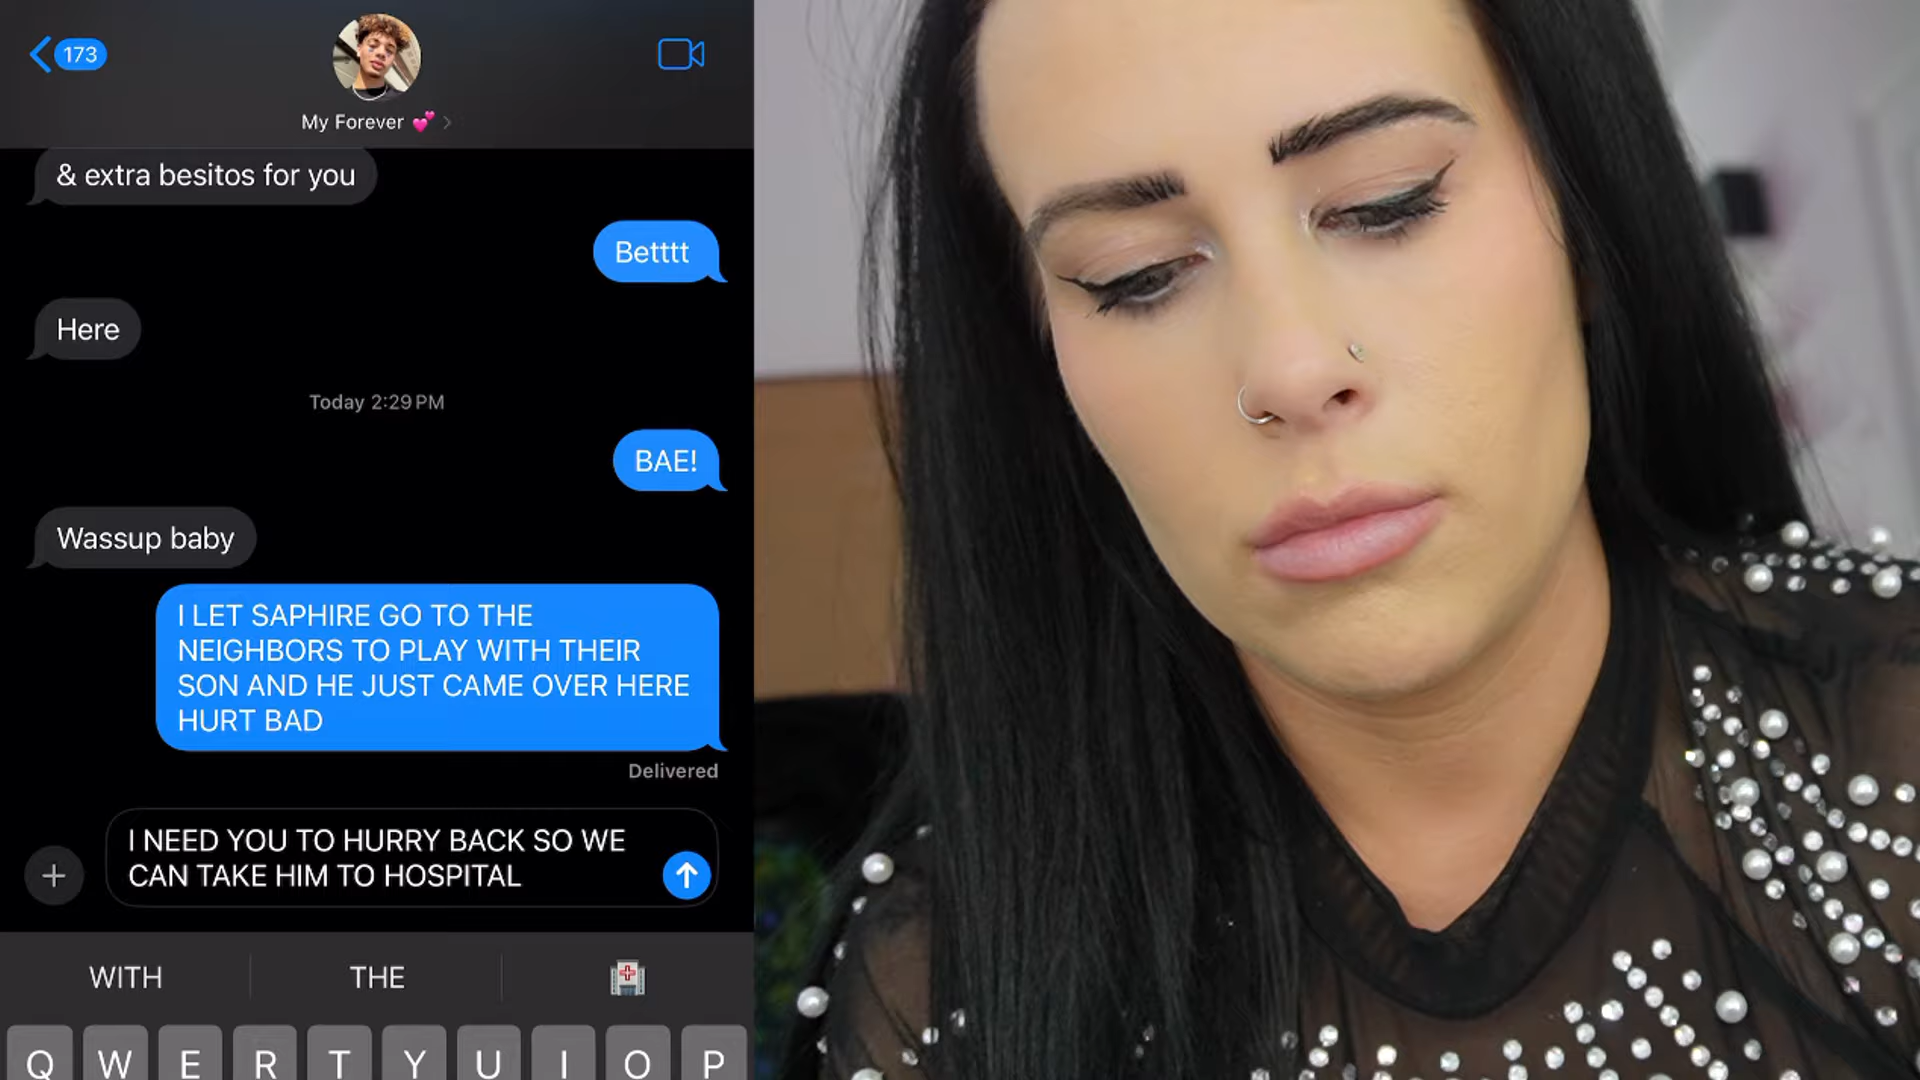 173
My Forever 💕
& extra besitos for you
Betttt
Here
Today 2:29 PM
BAE!
Wassup baby
I LET SAPHIRE GO TO THE
NEIGHBORS TO PLAY WITH THEIR
SON AND HE JUST CAME OVER HERE
HURT BAD
Delivered
I NEED YOU TO HURRY BACK SO WE
CAN TAKE HIM TO HOSPITAL
WITH THE 🏥
Q W E R T Y U I O P